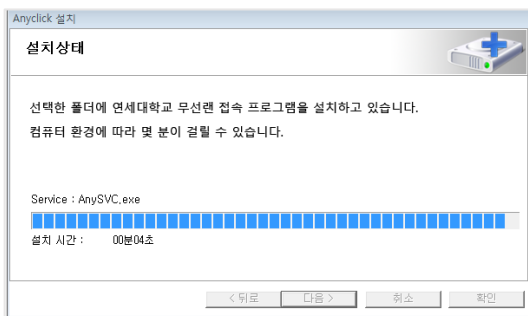 Anyclick 설치
설치상태
선택한 폴더에 연세대학교 무선랜 접속 프로그램을 설치하고 있습니다.
컴퓨터 환경에 따라 몇 분이 걸릴 수 있습니다.
Service : AnySVC.exe
설치 시간 : 00분04초
< 뒤로 다음 > 취소 확인